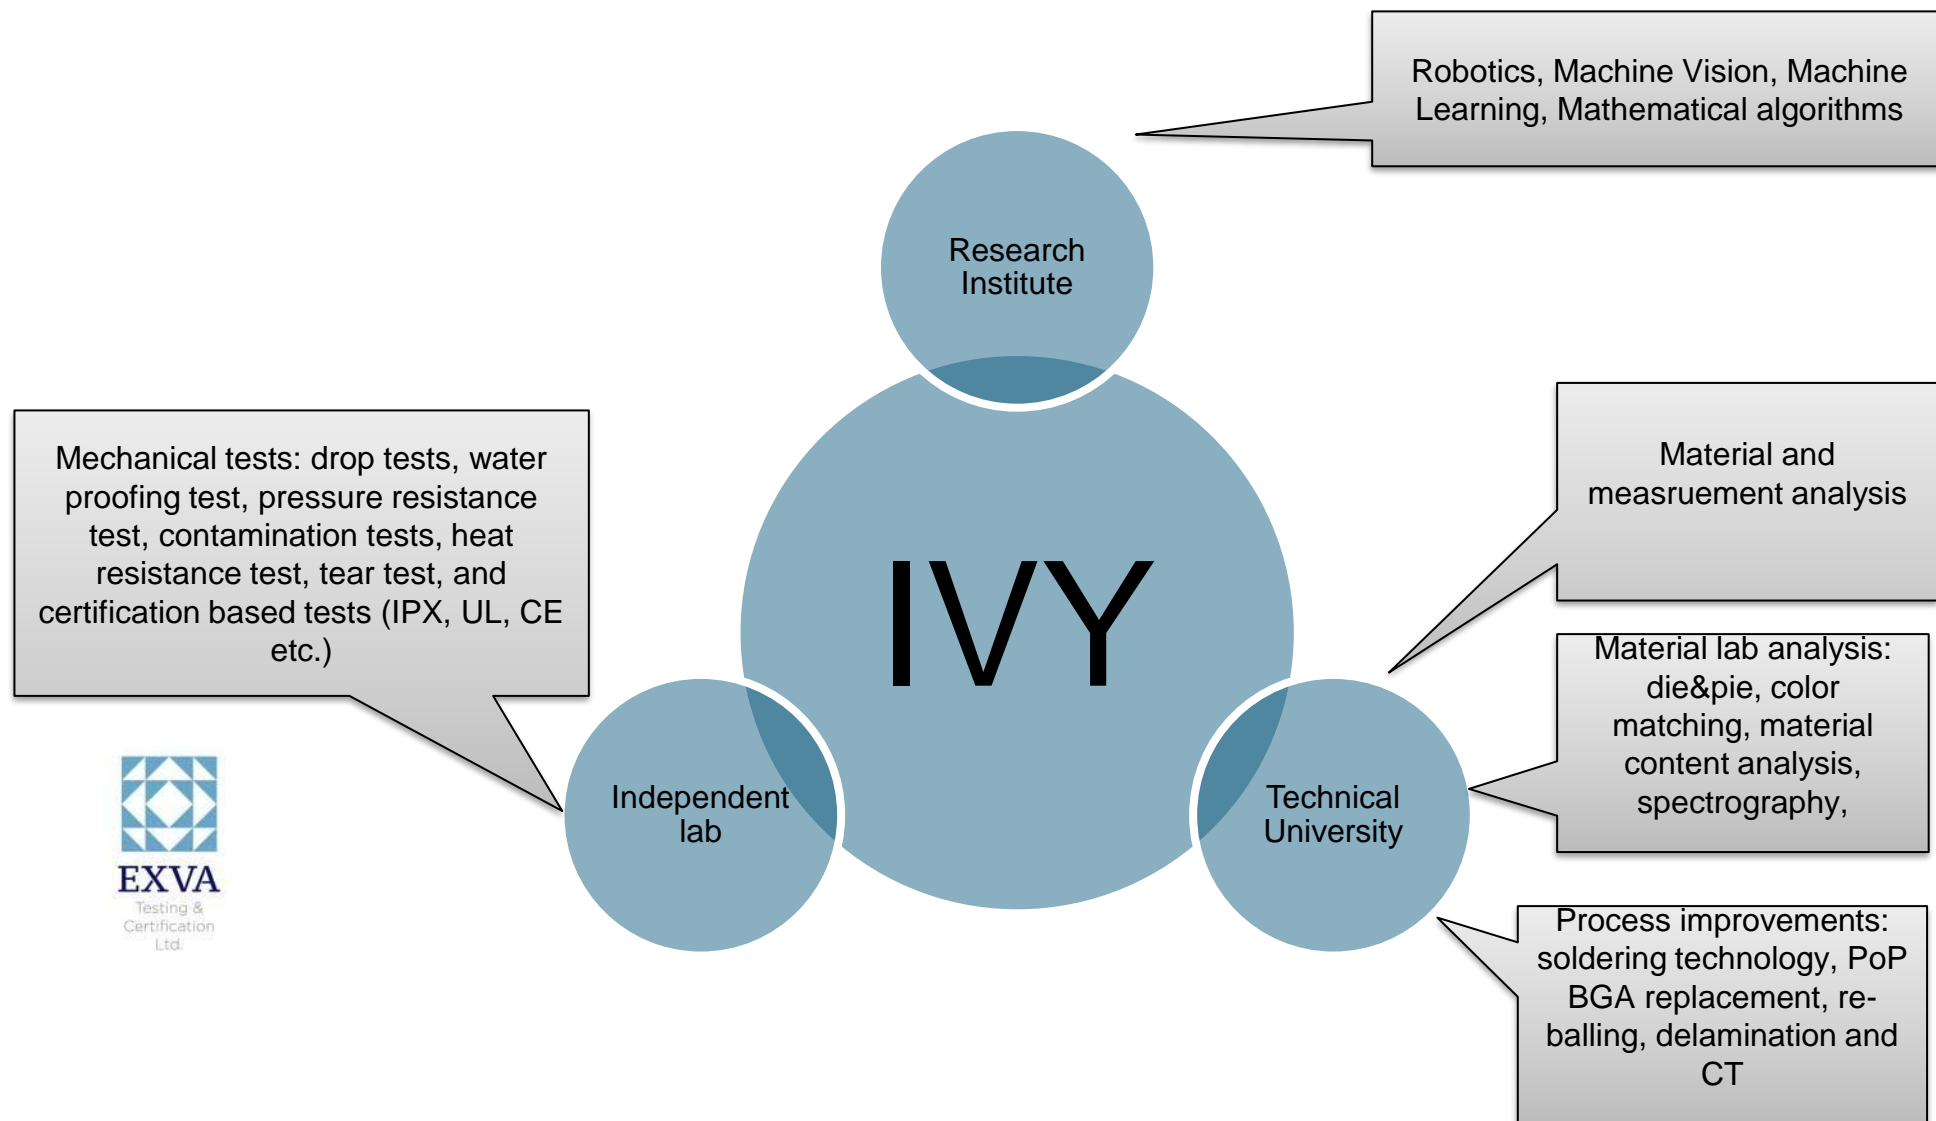 Robotics, Machine Vision, Machine
Learning, Mathematical algorithms
Research
Institute
Mechanical tests: drop tests, water
proofing test, pressure resistance
test, contamination tests, heat
resistance test, tear test, and
certification based tests (IPX, UL, CE
etc.)
Material and
measruement analysis
IVY
Material lab analysis:
die&pie, color
matching, material
content analysis,
spectrography,
Independent
lab
Technical
University
EXVA
Testing &
Certification
Ltd.
Process improvements:
soldering technology, PoP
BGA replacement, re-
balling, delamination and
CT